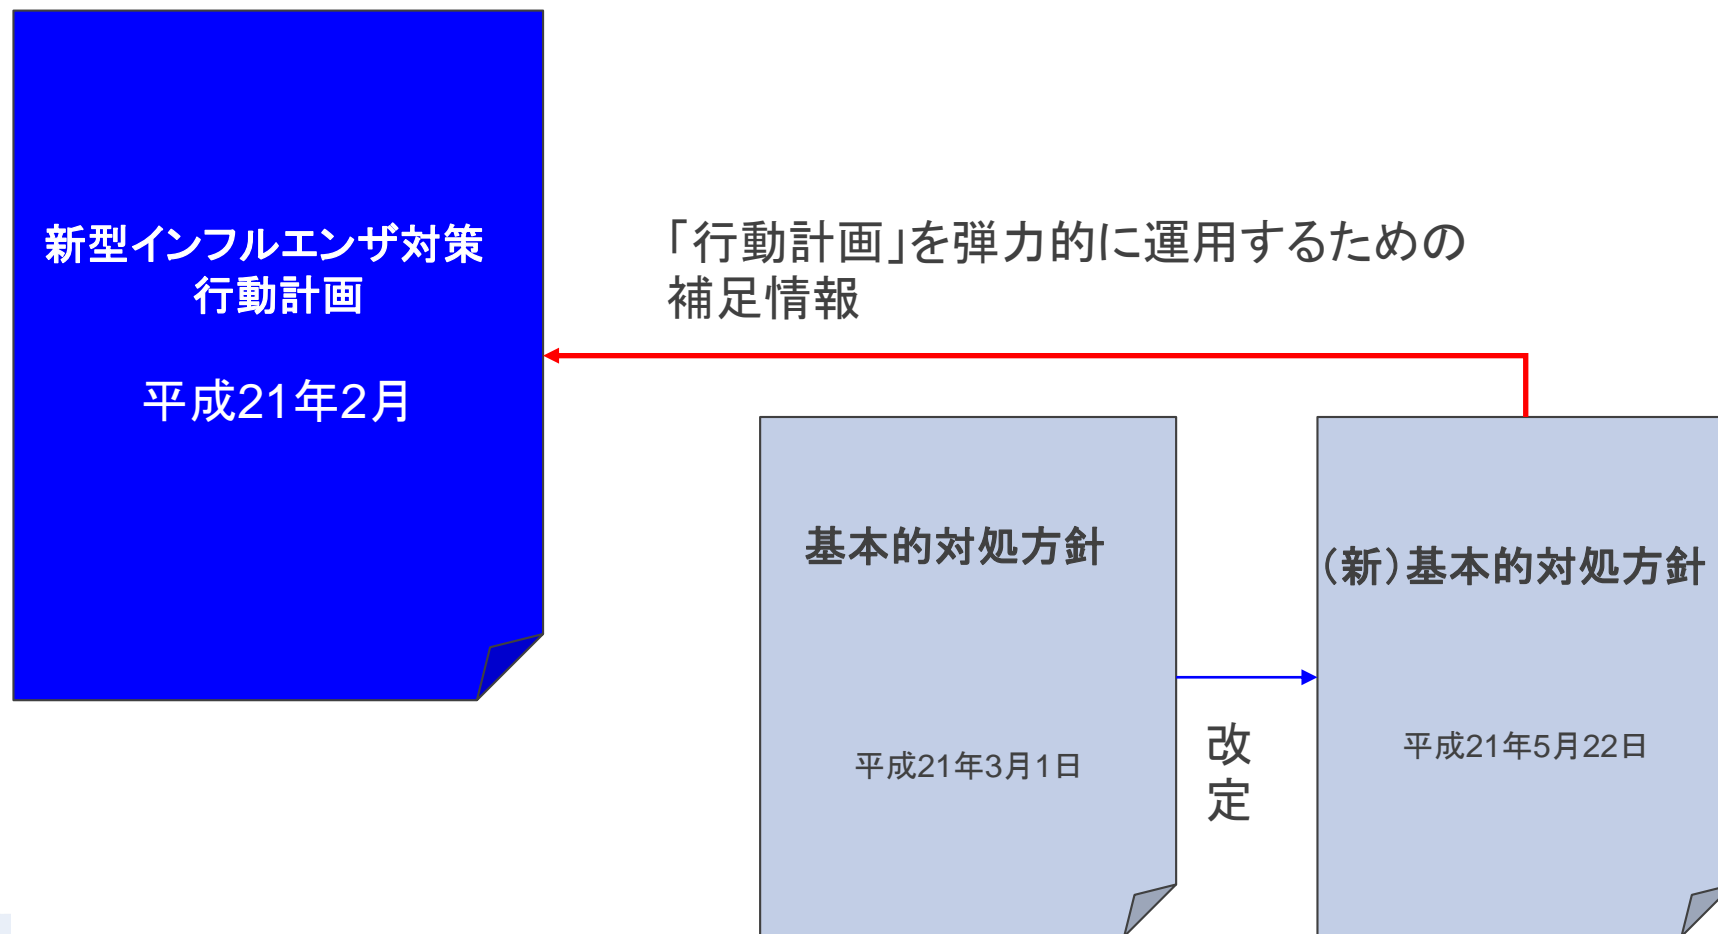 新型インフルエンザ対策
行動計画
平成21年2月
「行動計画」を弾力的に運用するための
補足情報
基本的対処方針
平成21年3月1日
改
定
（新）基本的対処方針
平成21年5月22日